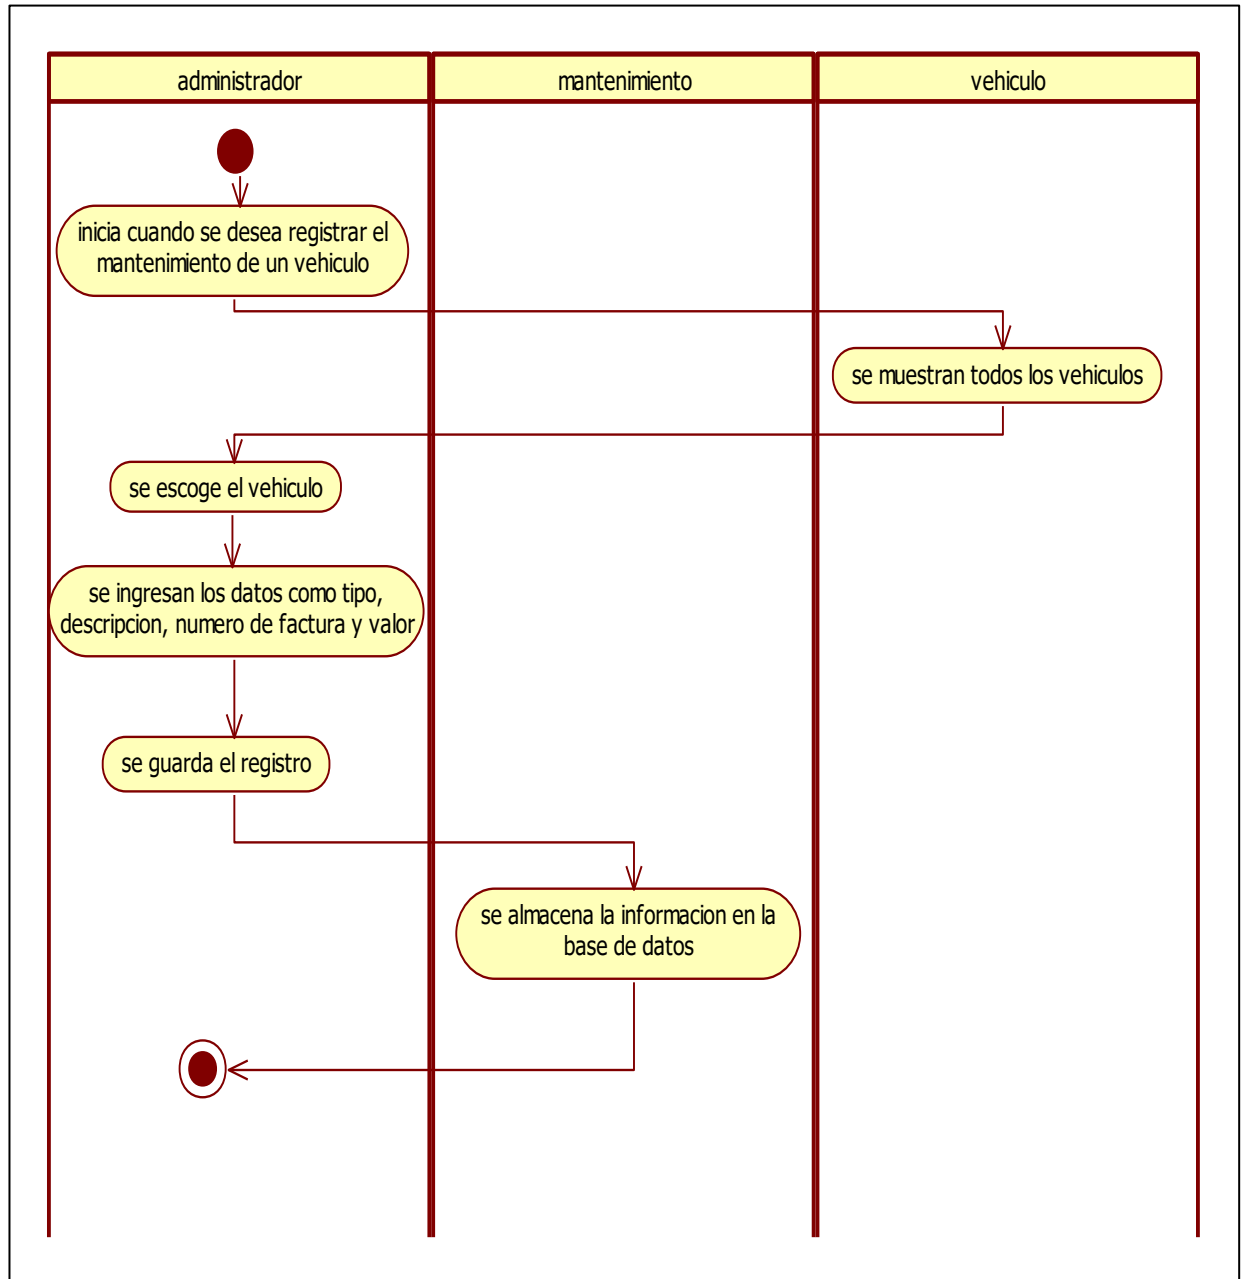 administrador
mantenimiento
vehiculo
inicia cuando se desea registrar el
mantenimiento de un vehiculo
se muestran todos los vehiculos
se escoge el vehiculo
se ingresan los datos como tipo,
descripcion, numero de factura y valor
se guarda el registro
se almacena la informacion en la
base de datos